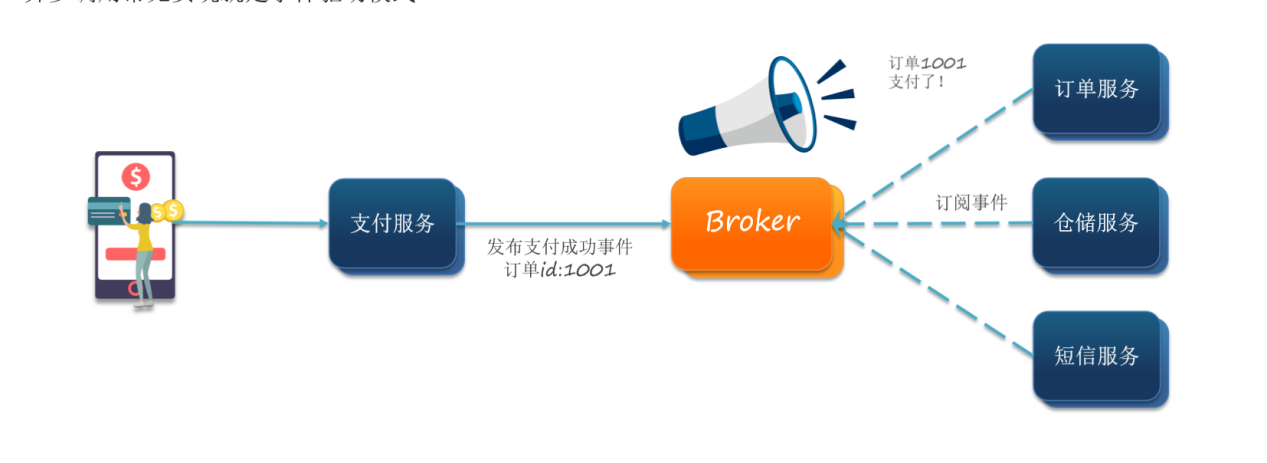 支付服务
发布支付成功事件
订单id:1001
Broker
订单1001
支付了!
订阅事件
订单服务
仓储服务
短信服务